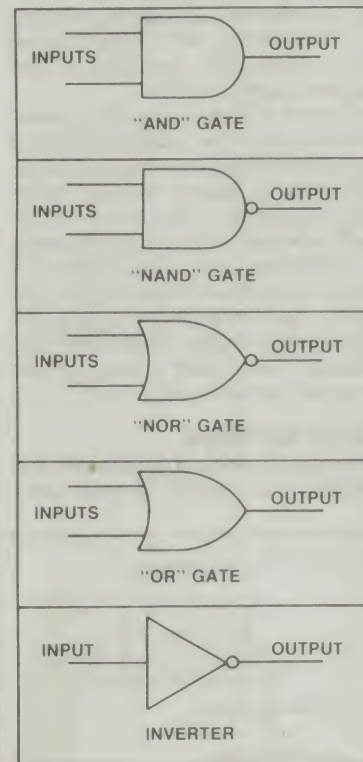 INPUTS OUTPUT
"AND" GATE
INPUTS OUTPUT
"NAND" GATE
INPUTS OUTPUT
"NOR" GATE
INPUTS OUTPUT
"OR" GATE
INPUT OUTPUT
INVERTER